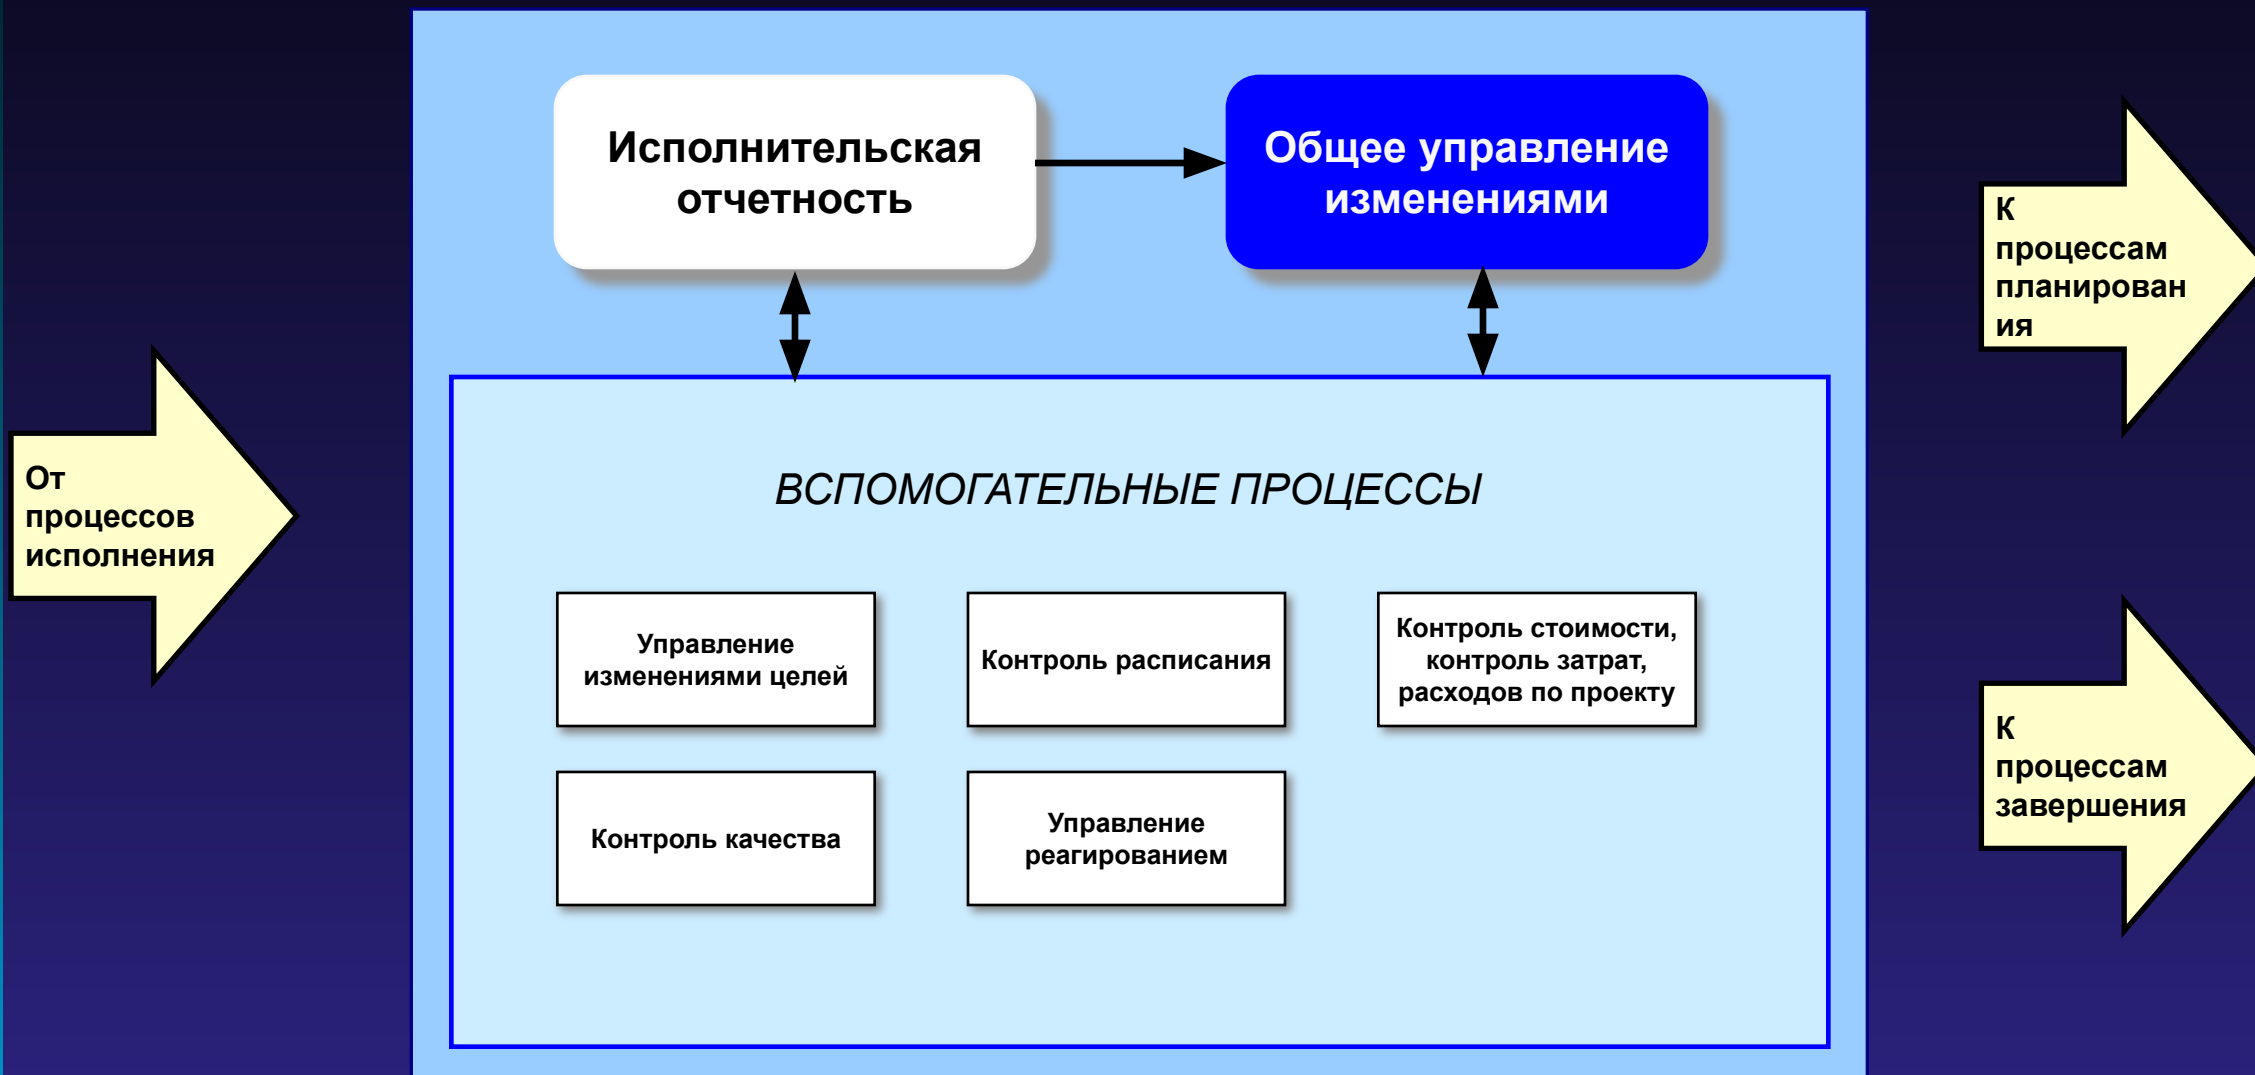 Исполнительская
отчетность
Общее управление
изменениями
К
процессам
планирован
ия
От
процессов
исполнения
ВСПОМОГАТЕЛЬНЫЕ ПРОЦЕССЫ
Управление
изменениями целей
Контроль расписания
Контроль стоимости,
контроль затрат,
расходов по проекту
К
процессам
завершения
Контроль качества
Управление
реагированием